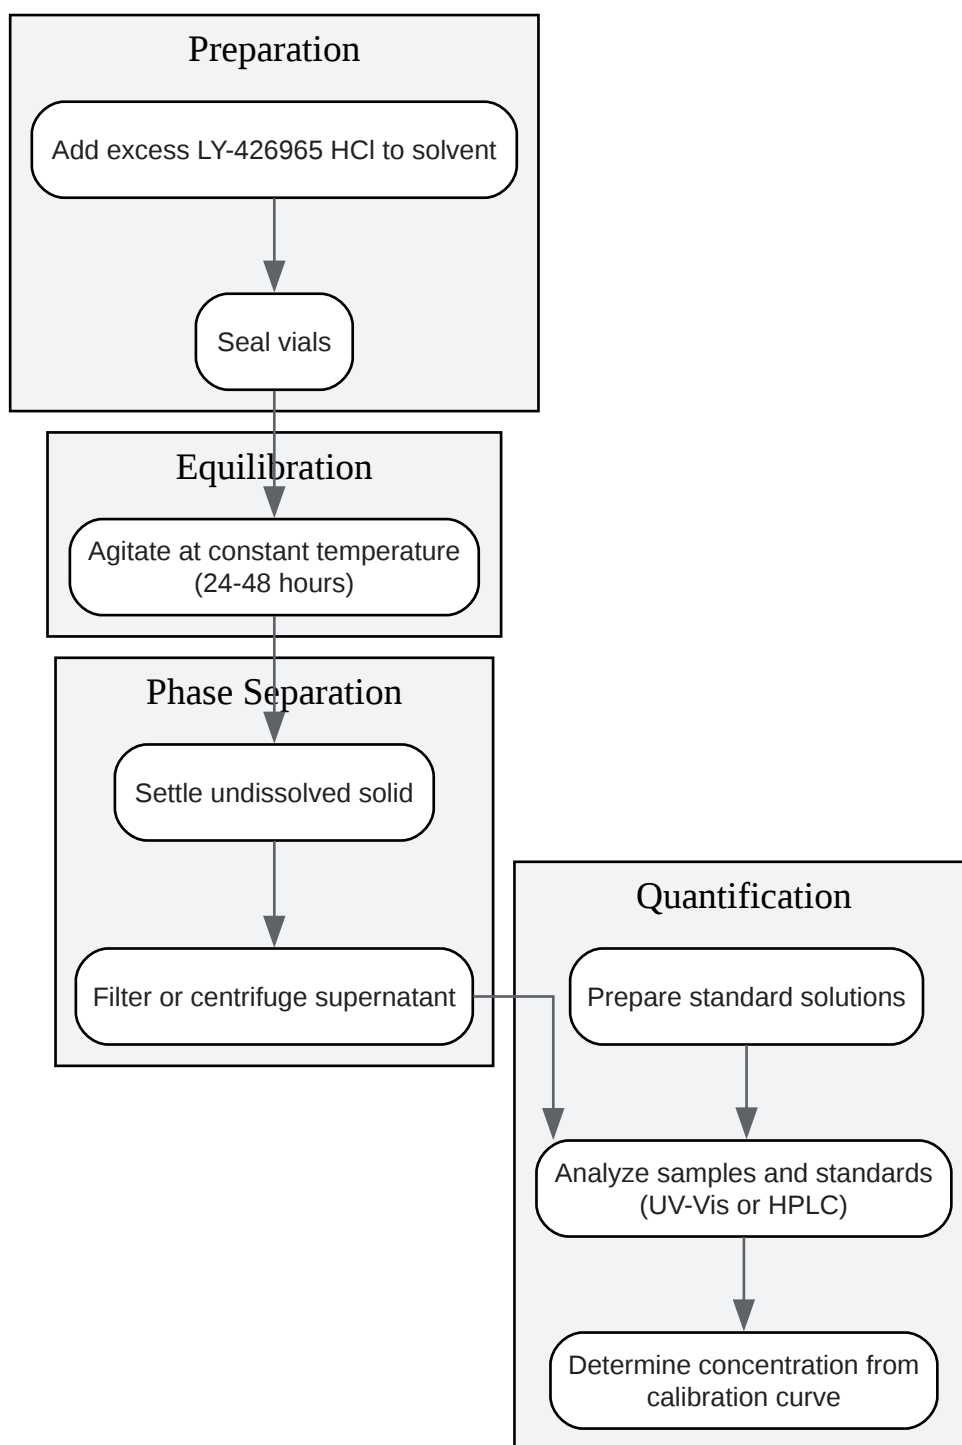 Preparation
Add excess LY-426965 HCl to solvent
Seal vials
Equilibration
Agitate at constant temperature
(24-48 hours)
Phase Separation
Settle undissolved solid
Filter or centrifuge supernatant
Quantification
Prepare standard solutions
Analyze samples and standards
(UV-Vis or HPLC)
Determine concentration from
calibration curve